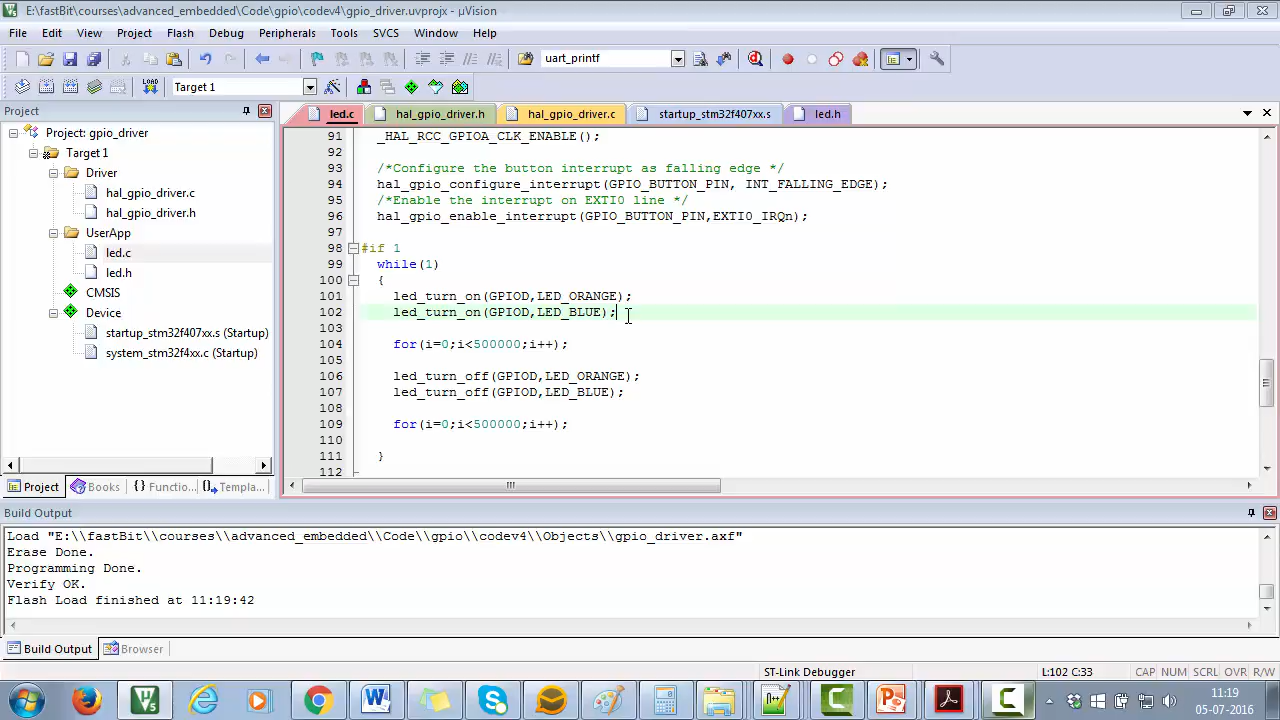 E:\fastBit\courses\advanced_embedded\Code\gpio\codev4\gpio_driver.uvprojx - µVision
File Edit View Project Flash Debug Peripherals Tools SVCS Window Help
uart_printf
Target 1
Project
led.c hal_gpio_driver.h hal_gpio_driver.c startup_stm32f407xx.s led.h
Project: gpio_driver
Target 1
Driver
hal_gpio_driver.c
hal_gpio_driver.h
UserApp
led.c
led.h
CMSIS
Device
startup_stm32f407xx.s (Startup)
system_stm32f4xx.c (Startup)
91 _HAL_RCC_GPIOA_CLK_ENABLE();
92
93 /*Configure the button interrupt as falling edge */
94 hal_gpio_configure_interrupt(GPIO_BUTTON_PIN, INT_FALLING_EDGE);
95 /*Enable the interrupt on EXTI0 line */
96 hal_gpio_enable_interrupt(GPIO_BUTTON_PIN,EXTI0_IRQn);
97
98 #if 1
99 while(1)
100 {
101 led_turn_on(GPIOD,LED_ORANGE);
102 led_turn_on(GPIOD,LED_BLUE);
103
104 for(i=0;i<500000;i++);
105
106 led_turn_off(GPIOD,LED_ORANGE);
107 led_turn_off(GPIOD,LED_BLUE);
108
109 for(i=0;i<500000;i++);
110
111 }
112
Project Books Functio... Templa...
Build Output
Load "E:\\fastBit\\courses\\advanced_embedded\\Code\\gpio\\codev4\\Objects\\gpio_driver.axf"
Erase Done.
Programming Done.
Verify OK.
Flash Load finished at 11:19:42
Build Output Browser
ST-Link Debugger L:102 C:33 CAP NUM SCRL OVR R/W
11:19
05-07-2016